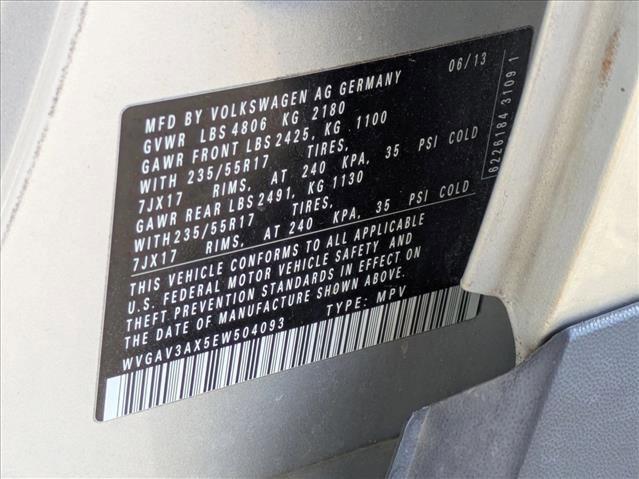 MFD BY VOLKSWAGEN AG GERMANY 06/13
GVWR LBS 4806 KG 2180
GAWR FRONT LBS 2425, KG 1100
WITH 235/55R17 TIRES,
7JX17 RIMS, AT 240 KPA, 35 PSI COLD
GAWR REAR LBS 2491, KG 1130
WITH 235/55R17 TIRES,
7JX17 RIMS, AT 240 KPA, 35 PSI COLD
THIS VEHICLE CONFORMS TO ALL APPLICABLE
U.S. FEDERAL MOTOR VEHICLE SAFETY AND
THEFT PREVENTION STANDARDS IN EFFECT ON
THE DATE OF MANUFACTURE SHOWN ABOVE.
WVGAV3AX5EW504093 TYPE: MPV
6226184 3109 1